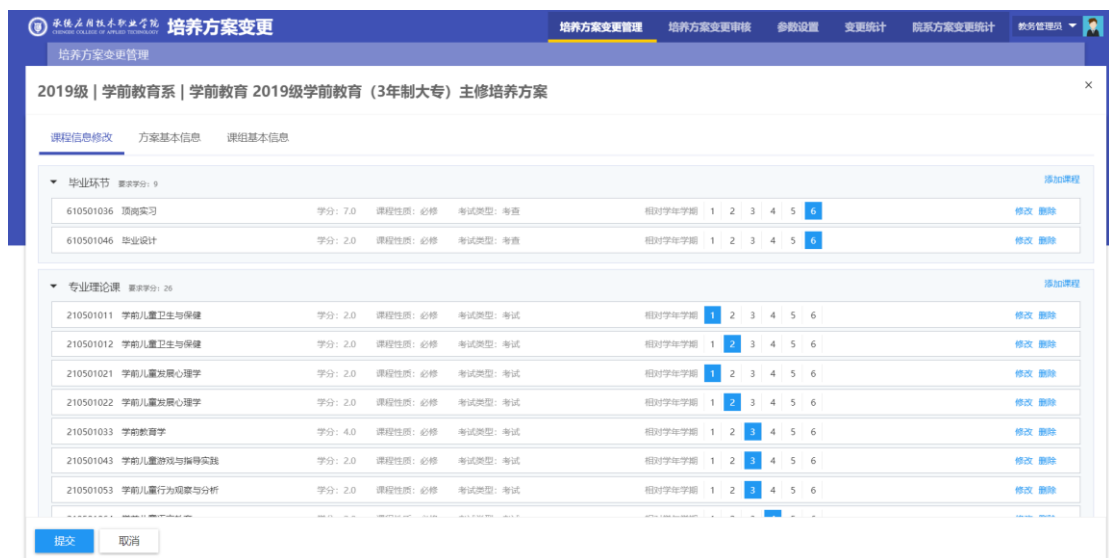 承德应用技术职业学院 培养方案变更 培养方案变更管理 培养方案变更审核 参数设置 变更统计 院系方案变更统计 教务管理员
CHENGDE COLLEGE OF APPLIED TECHNOLOGY
培养方案变更管理
2019级 | 学前教育系 | 学前教育 2019级学前教育（3年制大专）主修培养方案 ×
课程信息修改 方案基本信息 课组基本信息
毕业环节 要求学分: 9 添加课程
610501036 顶岗实习 学分: 7.0 课程性质: 必修 考试类型: 考查 相对学年学期 1 2 3 4 5 6 修改 删除
610501046 毕业设计 学分: 2.0 课程性质: 必修 考试类型: 考查 相对学年学期 1 2 3 4 5 6 修改 删除
专业理论课 要求学分: 26 添加课程
210501011 学前儿童卫生与保健 学分: 2.0 课程性质: 必修 考试类型: 考试 相对学年学期 1 2 3 4 5 6 修改 删除
210501012 学前儿童卫生与保健 学分: 2.0 课程性质: 必修 考试类型: 考试 相对学年学期 1 2 3 4 5 6 修改 删除
210501021 学前儿童发展心理学 学分: 2.0 课程性质: 必修 考试类型: 考试 相对学年学期 1 2 3 4 5 6 修改 删除
210501022 学前儿童发展心理学 学分: 2.0 课程性质: 必修 考试类型: 考试 相对学年学期 1 2 3 4 5 6 修改 删除
210501033 学前教育学 学分: 4.0 课程性质: 必修 考试类型: 考试 相对学年学期 1 2 3 4 5 6 修改 删除
210501043 学前儿童游戏与指导实践 学分: 2.0 课程性质: 必修 考试类型: 考试 相对学年学期 1 2 3 4 5 6 修改 删除
210501053 学前儿童行为观察与分析 学分: 2.0 课程性质: 必修 考试类型: 考试 相对学年学期 1 2 3 4 5 6 修改 删除
提交 取消